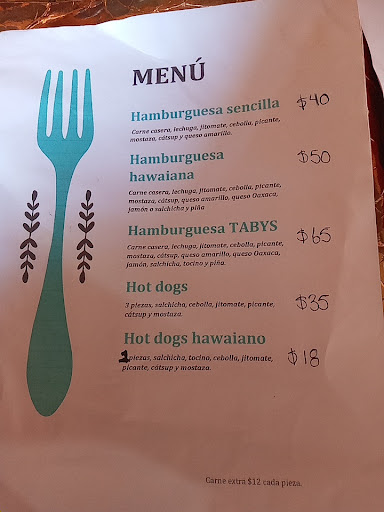 MENÚ
Hamburguesa sencilla $40
Carne casera, lechuga, jitomate, cebolla, picante,
mostaza, cátsup y queso amarillo.
Hamburguesa
hawaiana $50
Carne casera, lechuga, jitomate, cebolla, picante,
mostaza, cátsup, queso amarillo, queso Oaxaca,
jamón o salchicha y piña
Hamburguesa TABYS $65
Carne casera, lechuga, jitomate, cebolla, picante,
mostaza, cátsup, queso amarillo, queso Oaxaca,
jamón, salchicha, tocino y piña.
Hot dogs $35
3 piezas, salchicha, cebolla, jitomate, picante,
cátsup y mostaza.
Hot dogs hawaiano $18
piezas, salchicha, tocino, cebolla, jitomate,
picante, cátsup y mostaza.
Carne extra $12 cada pieza.